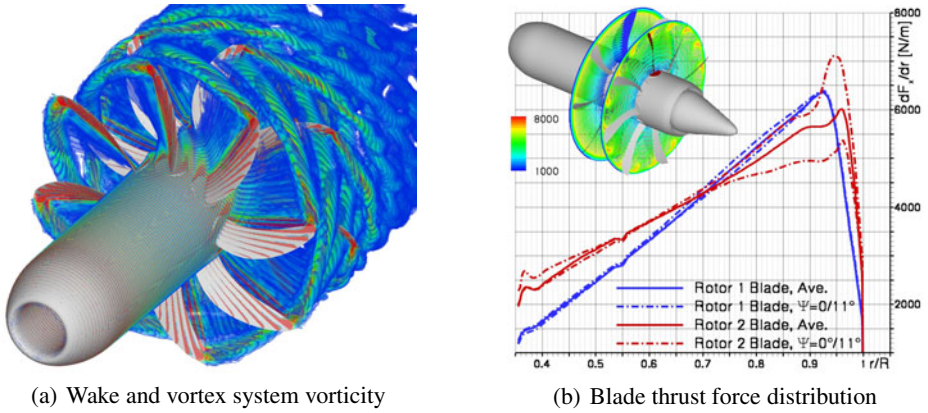 8000
8000
1000
dFₓ/dr [N/m]
6000
4000
2000
Rotor 1 Blade, Ave.
Rotor 1 Blade, Ψ=0/11°
Rotor 2 Blade, Ave.
Rotor 2 Blade, Ψ=0°/11°
0.4 0.5 0.6 0.7 0.8 0.9 1 r/R
(a) Wake and vortex system vorticity
(b) Blade thrust force distribution